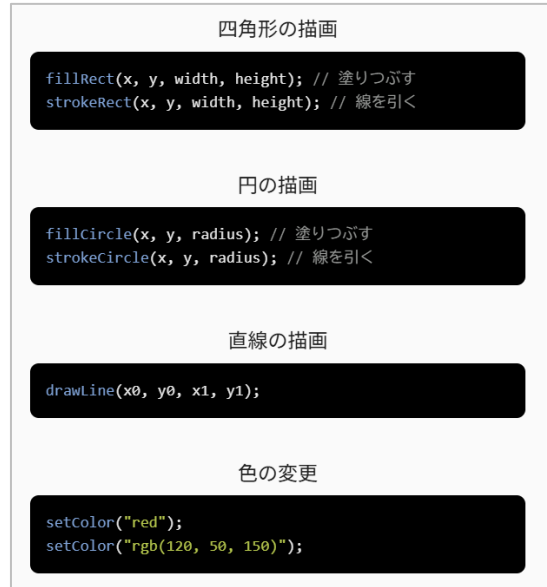 四角形の描画
fillRect(x, y, width, height); // 塗りつぶす
strokeRect(x, y, width, height); // 線を引く
円の描画
fillCircle(x, y, radius); // 塗りつぶす
strokeCircle(x, y, radius); // 線を引く
直線の描画
drawLine(x0, y0, x1, y1);
色の変更
setColor("red");
setColor("rgb(120, 50, 150)");